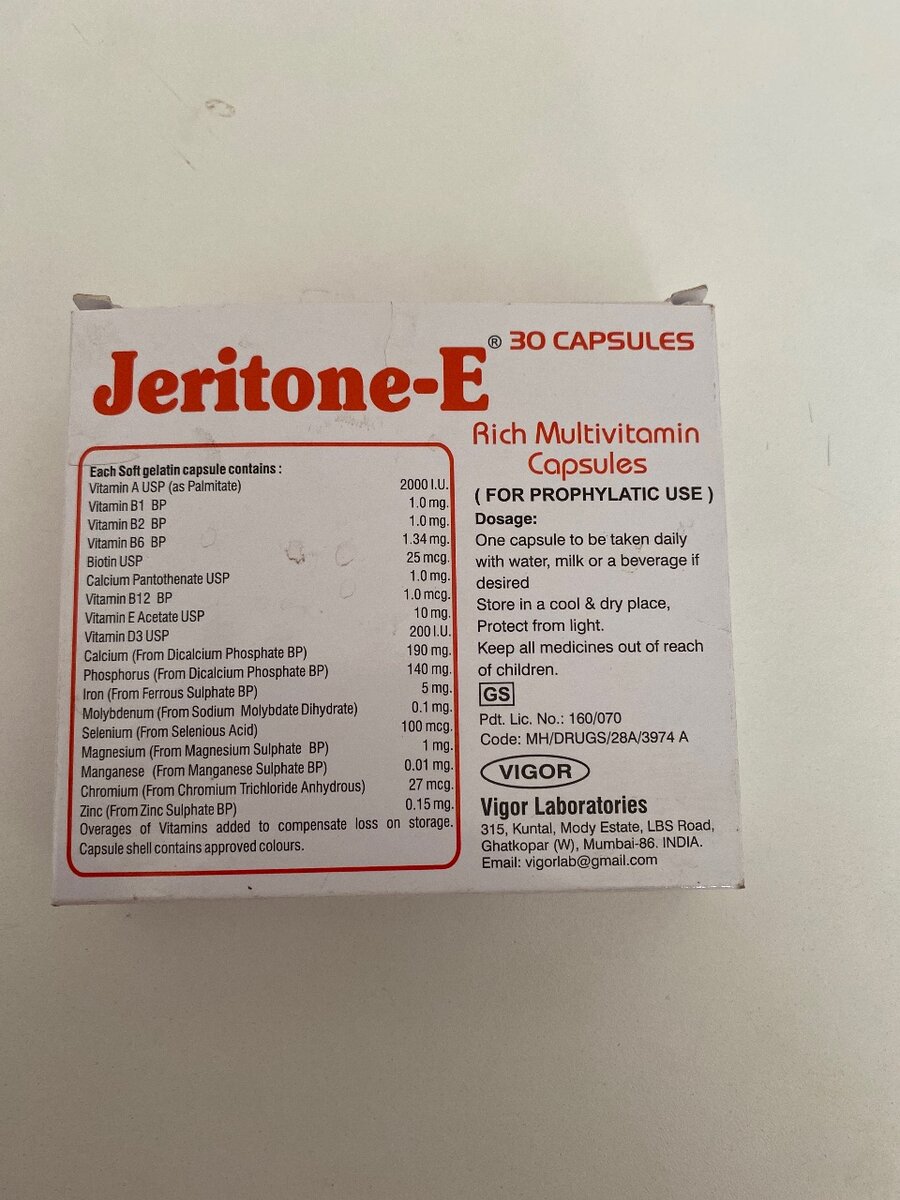 Jeritone-E® 30 CAPSULES
Rich Multivitamin
Capsules
( FOR PROPHYLATIC USE )
Each Soft gelatin capsule contains :
Vitamin A USP (as Palmitate) 2000 I.U.
Vitamin B1 BP 1.0 mg.
Vitamin B2 BP 1.0 mg.
Vitamin B6 BP 1.34 mg.
Biotin USP 25 mcg.
Calcium Pantothenate USP 1.0 mg.
Vitamin B12 BP 1.0 mcg.
Vitamin E Acetate USP 10 mg.
Vitamin D3 USP 200 I.U.
Calcium (From Dicalcium Phosphate BP) 190 mg.
Phosphorus (From Dicalcium Phosphate BP) 140 mg.
Iron (From Ferrous Sulphate BP) 5 mg.
Molybdenum (From Sodium Molybdate Dihydrate) 0.1 mg.
Selenium (From Selenious Acid) 100 mcg.
Magnesium (From Magnesium Sulphate BP) 1 mg.
Manganese (From Manganese Sulphate BP) 0.01 mg.
Chromium (From Chromium Trichloride Anhydrous) 27 mcg.
Zinc (From Zinc Sulphate BP) 0.15 mg.
Overages of Vitamins added to compensate loss on storage.
Capsule shell contains approved colours.
Dosage:
One capsule to be taken daily
with water, milk or a beverage if
desired
Store in a cool & dry place,
Protect from light.
Keep all medicines out of reach
of children.
GS
Pdt. Lic. No.: 160/070
Code: MH/DRUGS/28A/3974 A
VIGOR
Vigor Laboratories
315, Kuntal, Mody Estate, LBS Road,
Ghatkopar (W), Mumbai-86. INDIA.
Email: vigorlab@gmail.com